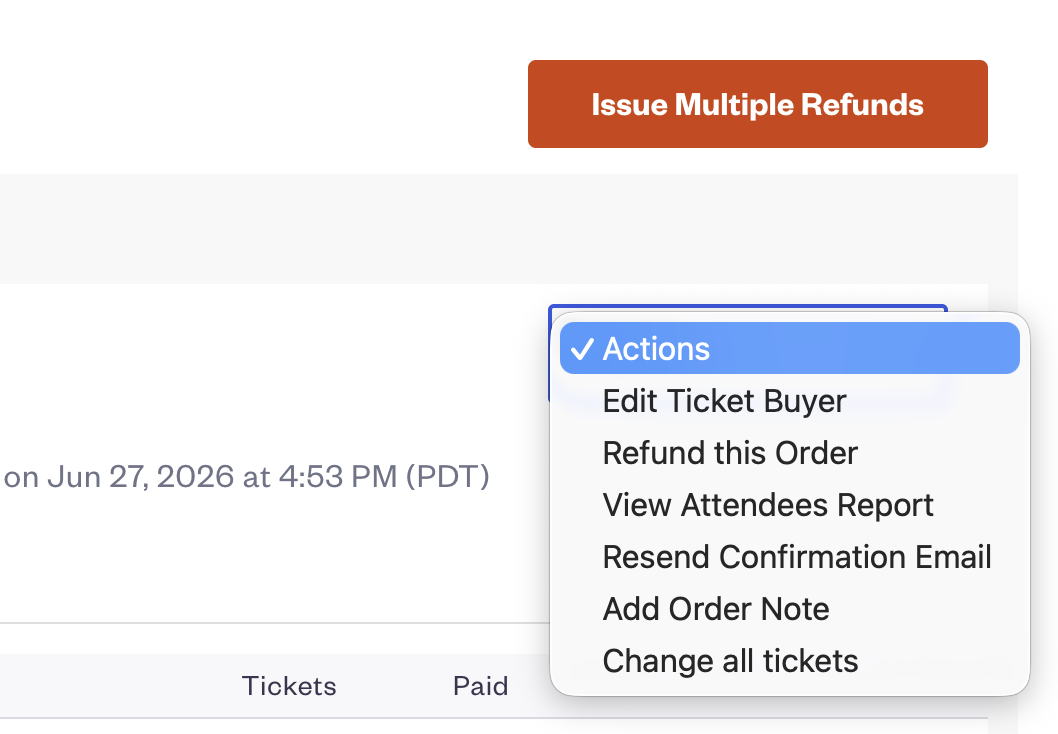 Issue Multiple Refunds
Actions
Edit Ticket Buyer
Refund this Order
on Jun 27, 2026 at 4:53 PM (PDT)
View Attendees Report
Resend Confirmation Email
Add Order Note
Change all tickets
Tickets Paid